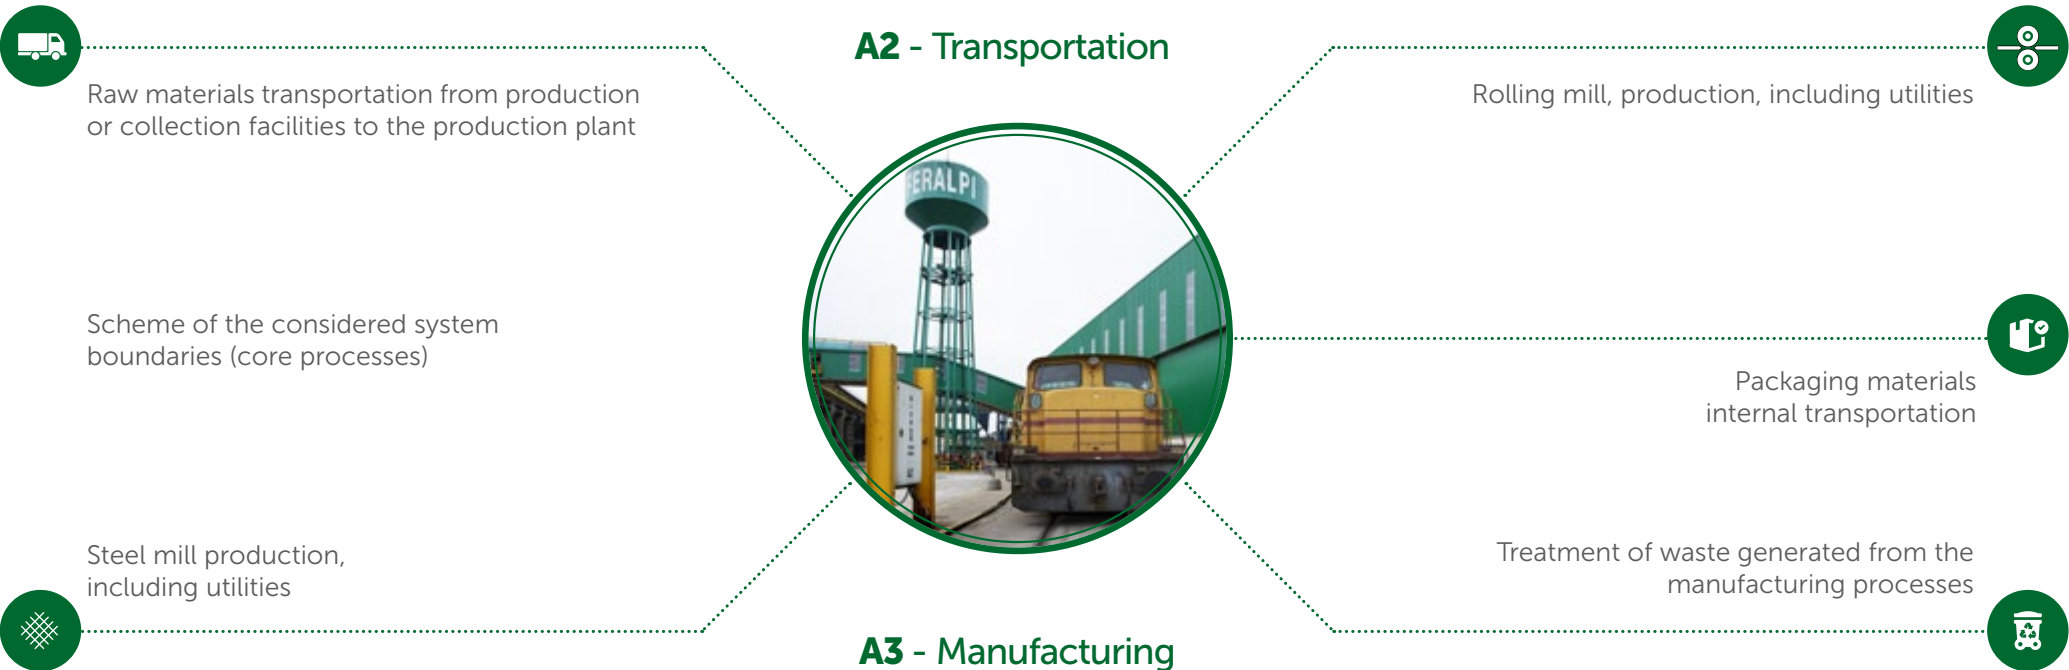 A2 - Transportation
Raw materials transportation from production
or collection facilities to the production plant
Rolling mill, production, including utilities
FERALPI
Scheme of the considered system
boundaries (core processes)
Packaging materials
internal transportation
Steel mill production,
including utilities
Treatment of waste generated from the
manufacturing processes
A3 - Manufacturing